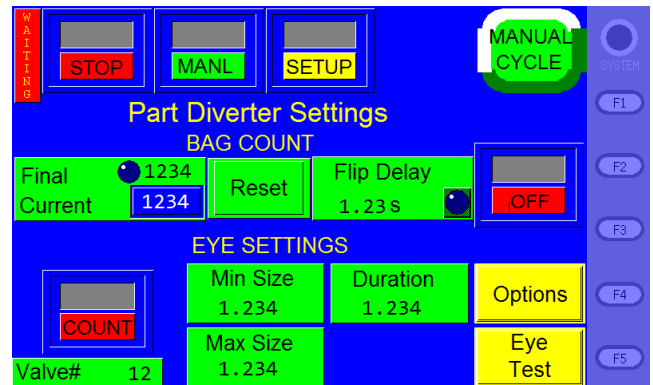 WAITING
STOP
MANL
SETUP
MANUAL
CYCLE
SYSTEM
Part Diverter Settings
F1
BAG COUNT
Final 1234
Current 1234
Reset
Flip Delay
1.23 s
OFF
F2
F3
EYE SETTINGS
COUNT
Min Size
1.234
Duration
1.234
Options
F4
Valve# 12
Max Size
1.234
Eye
Test
F5